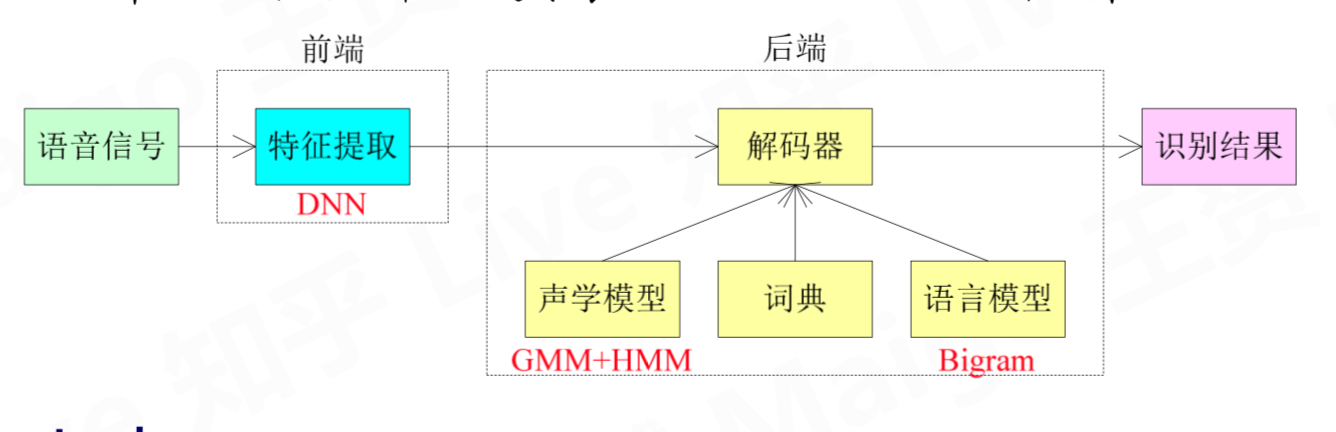 前端
后端
语音信号
特征提取
解码器
识别结果
DNN
声学模型
词典
语言模型
GMM+HMM
Bigram